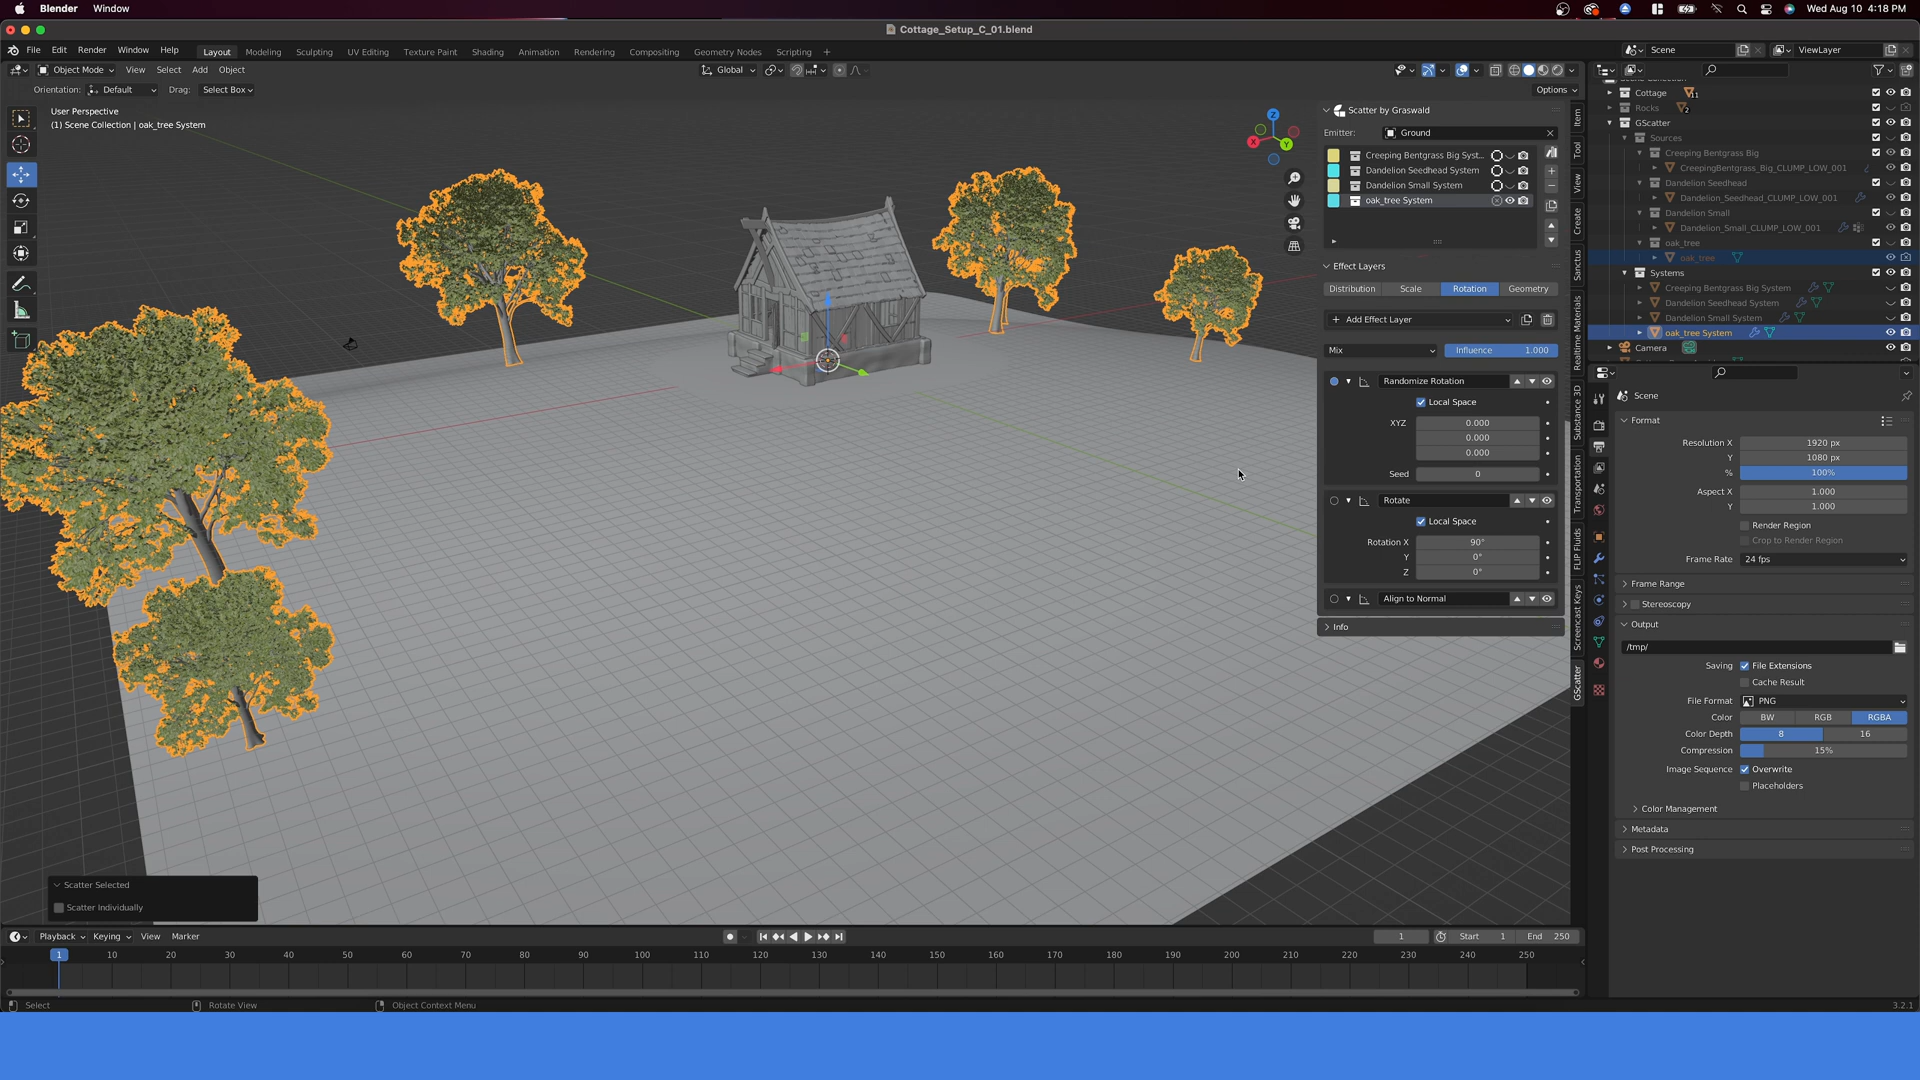 Blender Window Wed Aug 10 4:18 PM
Cottage_Setup_C_01.blend
File Edit Render Window Help Layout Modeling Sculpting UV Editing Texture Paint Shading Animation Rendering Compositing Geometry Nodes Scripting + Scene ViewLayer
Object Mode View Select Add Object Global
Orientation: Default Drag: Select Box Options
User Perspective
(1) Scene Collection | oak_tree System
Z
X
Y
Scatter by Graswald
Emitter: Ground
Creeping Bentgrass Big Syst...
Dandelion Seedhead System
Dandelion Small System
oak_tree System
Effect Layers
Distribution Scale Rotation Geometry
Add Effect Layer
Mix Influence 1.000
Randomize Rotation
Local Space
XYZ 0.000
0.000
0.000
Seed 0
Rotate
Local Space
Rotation X 90°
Y 0°
Z 0°
Align to Normal
Info
Item
Tool
View
Create
Sanctus
Realtime Materials
Substance 3D
Transportation
FLIP Fluids
Screencast Keys
GScatter
Cottage 11
Rocks 2
GScatter
Sources
Creeping Bentgrass Big
CreepingBentgrass_Big_CLUMP_LOW_001
Dandelion Seedhead
Dandelion_Seedhead_CLUMP_LOW_001
Dandelion Small
Dandelion_Small_CLUMP_LOW_001
oak_tree
oak_tree
Systems
Creeping Bentgrass Big System
Dandelion Seedhead System
Dandelion Small System
oak_tree System
Camera
Scene
Format
Resolution X 1920 px
Y 1080 px
% 100%
Aspect X 1.000
Y 1.000
Render Region
Crop to Render Region
Frame Rate 24 fps
Frame Range
Stereoscopy
Output
/tmp/
Saving File Extensions
Cache Result
File Format PNG
Color BW RGB RGBA
Color Depth 8 16
Compression 15%
Image Sequence Overwrite
Placeholders
Color Management
Metadata
Post Processing
Scatter Selected
Scatter Individually
Playback Keying View Marker 1 Start 1 End 250
1 10 20 30 40 50 60 70 80 90 100 110 120 130 140 150 160 170 180 190 200 210 220 230 240 250
Select Rotate View Object Context Menu 3.2.1